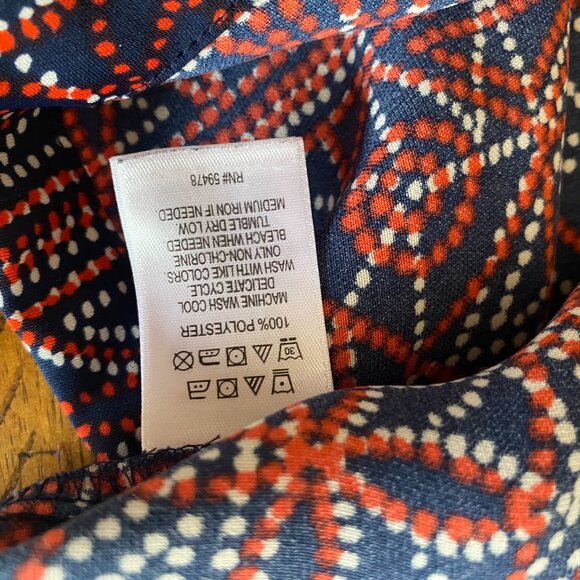 30
100% POLYESTER
MACHINE WASH COOL
DELICATE CYCLE.
WASH WITH LIKE COLORS
ONLY NON-CHLORINE
BLEACH WHEN NEEDED
TUMBLE DRY LOW.
MEDIUM IRON IF NEEDED
RN# 59478